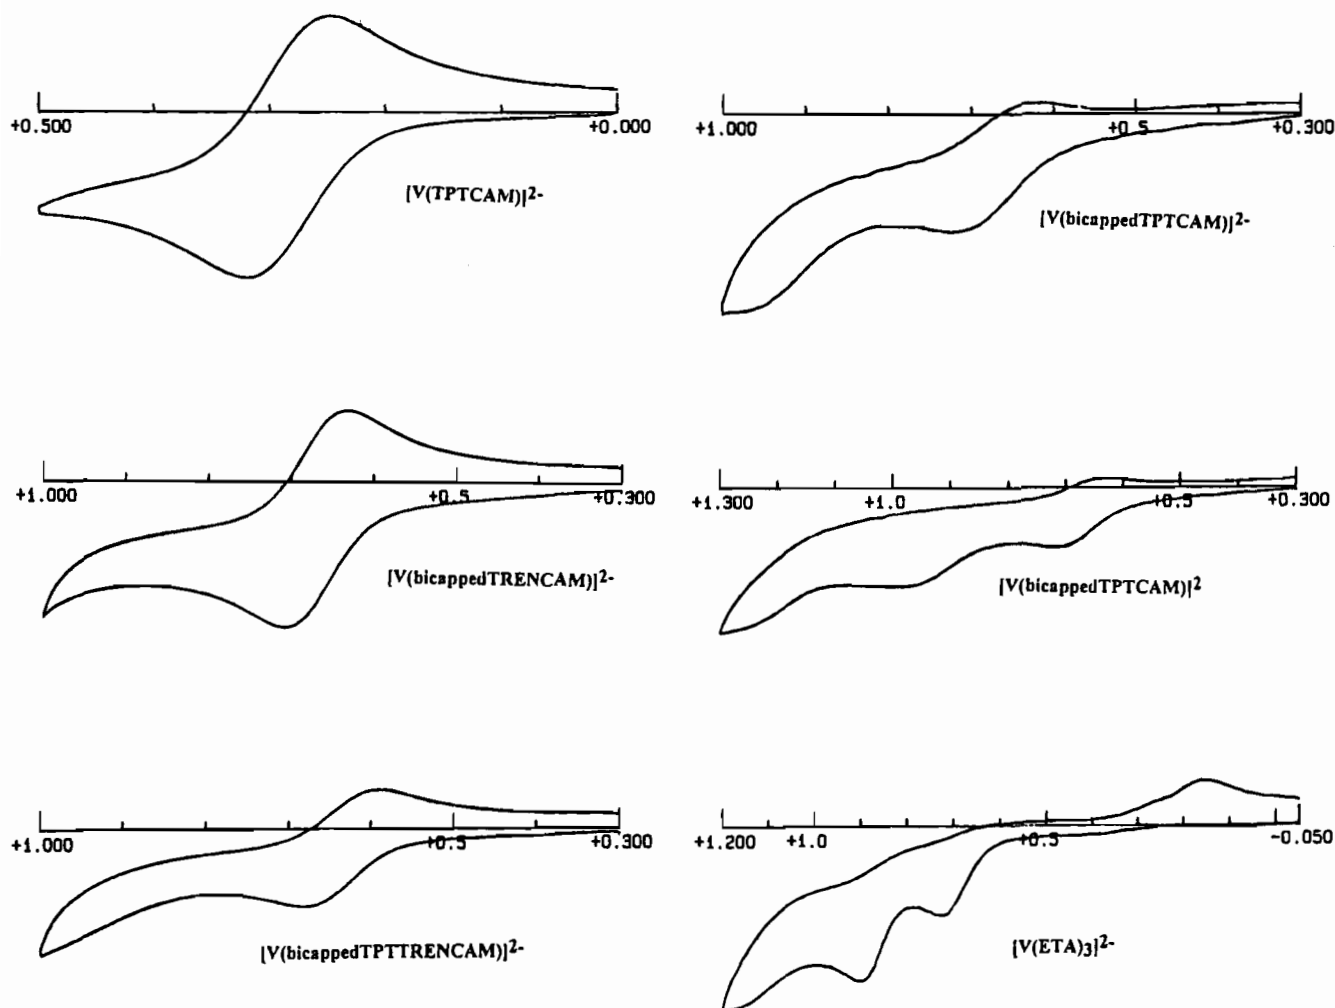 +0.500 +0.000
[V(TPTCAM)]2-
+1.000 +0.5 +0.300
[V(bicappedTPTCAM)]2-
+1.000 +0.5 +0.300
[V(bicappedTRENCAM)]2-
+1.300 +1.0 +0.5 +0.300
[V(bicappedTPTCAM)]2
+1.000 +0.5 +0.300
[V(bicappedTPTTRENCAM)]2-
+1.200 +1.0 +0.5 -0.050
[V(ETA)3]2-